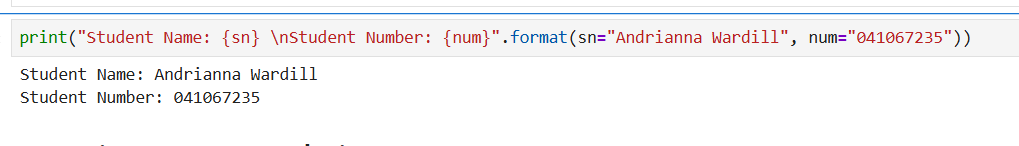 print("Student Name: {sn} \nStudent Number: {num}".format(sn="Andrianna Wardill", num="041067235"))
Student Name: Andrianna Wardill
Student Number: 041067235